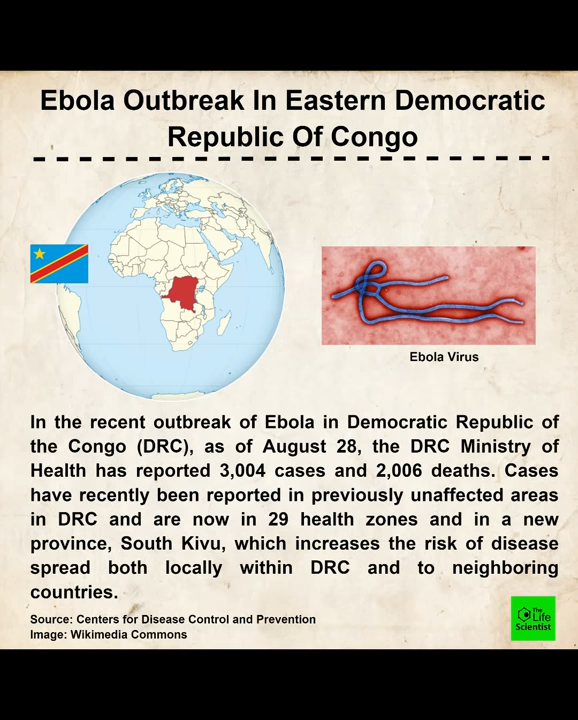 Ebola Outbreak In Eastern Democratic
Republic Of Congo
Ebola Virus
In the recent outbreak of Ebola in Democratic Republic of
the Congo (DRC), as of August 28, the DRC Ministry of
Health has reported 3,004 cases and 2,006 deaths. Cases
have recently been reported in previously unaffected areas
in DRC and are now in 29 health zones and in a new
province, South Kivu, which increases the risk of disease
spread both locally within DRC and to neighboring
countries.
Source: Centers for Disease Control and Prevention
Image: Wikimedia Commons
The
Life
Scientist